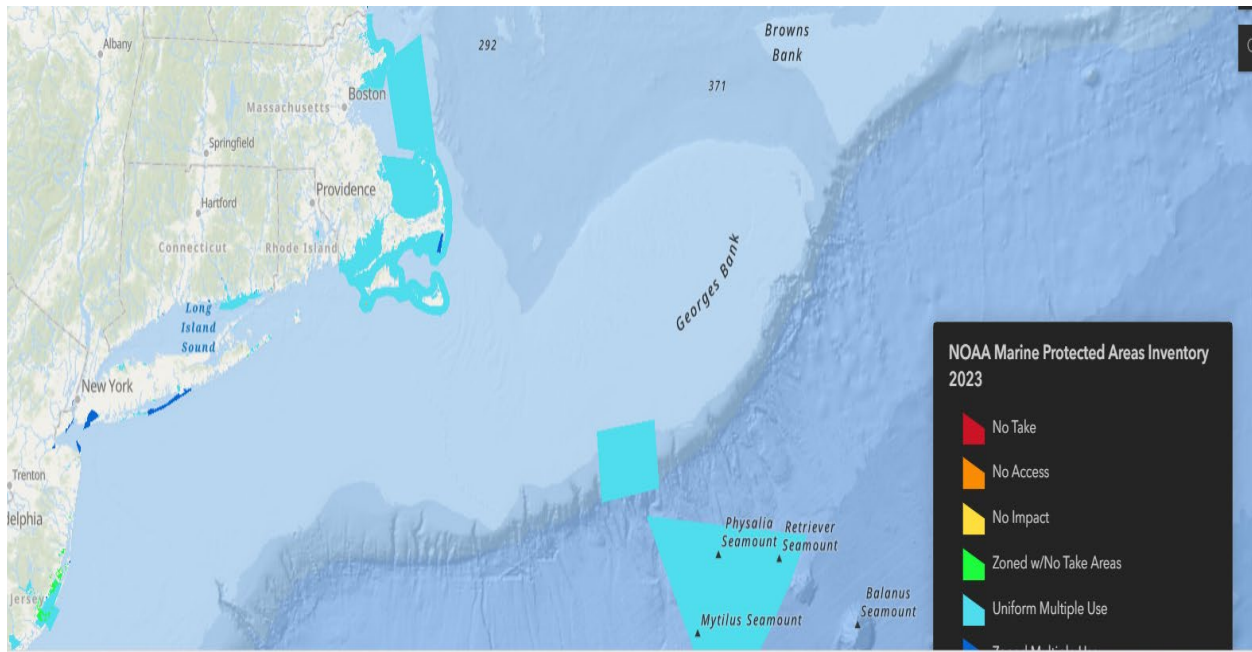 Albany
292
Browns
Bank
371
Boston
Massachusetts
Springfield
Providence
Hartford
Connecticut
Rhode Island
Georges Bank
Long
Island
Sound
New York
NOAA Marine Protected Areas Inventory
2023
No Take
No Access
No Impact
Zoned w/No Take Areas
Uniform Multiple Use
Trenton
delphia
Jersey
Physalia
Seamount
Retriever
Seamount
Balanus
Seamount
Mytilus Seamount